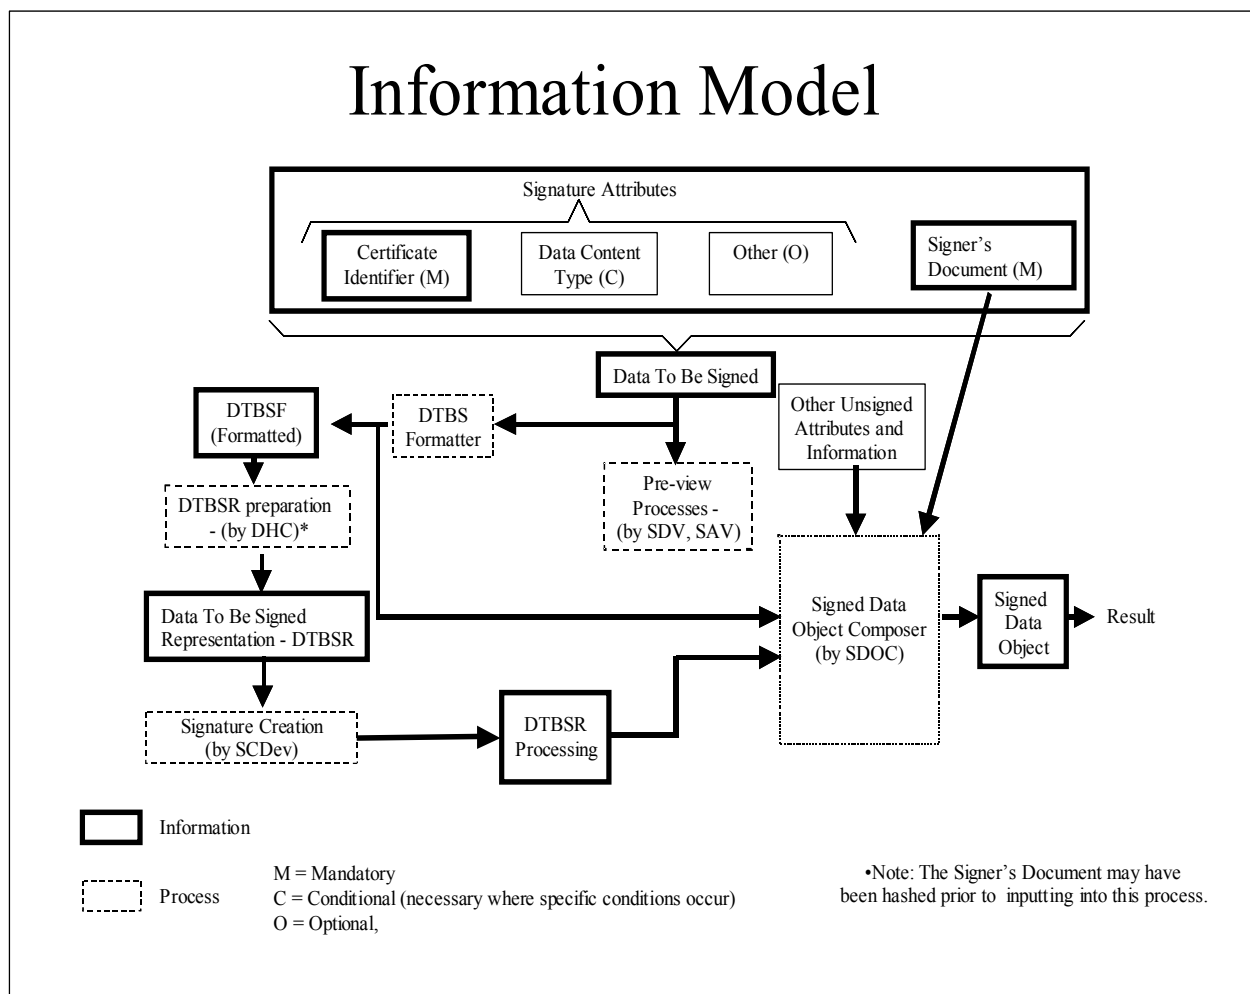 Information Model
Signature Attributes
Certificate
Identifier (M)
Data Content
Type (C)
Other (O)
Signer’s
Document (M)
Data To Be Signed
DTBSF
(Formatted)
DTBS
Formatter
Other Unsigned
Attributes and
Information
Pre-view
Processes -
(by SDV, SAV)
DTBSR preparation
- (by DHC)*
Data To Be Signed
Representation - DTBSR
Signed Data
Object Composer
(by SDOC)
Signed
Data
Object
Result
Signature Creation
(by SCDev)
DTBSR
Processing
Information
Process
M = Mandatory
C = Conditional (necessary where specific conditions occur)
O = Optional,
•Note: The Signer’s Document may have
been hashed prior to inputting into this process.